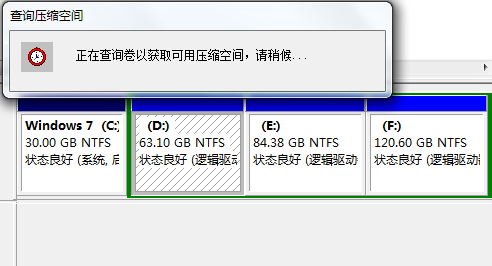 查询压缩空间
正在查询卷以获取可用压缩空间，请稍候...
Windows 7 (C:
30.00 GB NTFS
状态良好 (系统, 启
(D:)
63.10 GB NTFS
状态良好 (逻辑驱动
(E:)
84.38 GB NTFS
状态良好 (逻辑驱动
(F:)
120.60 GB NTFS
状态良好 (逻辑驱动